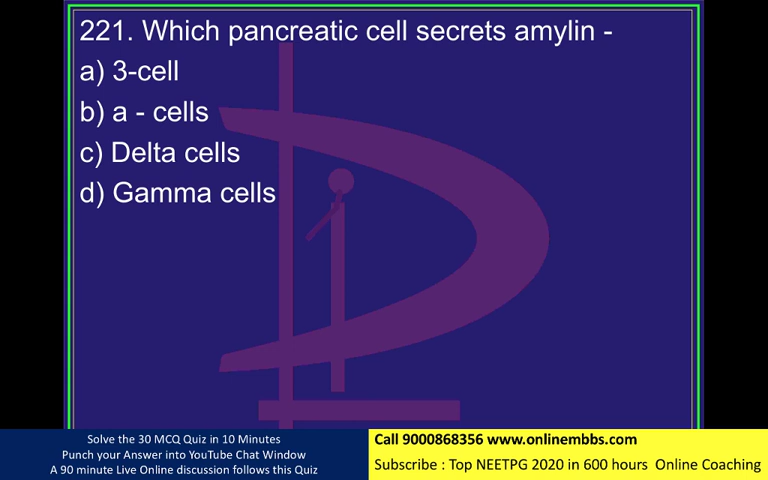 221. Which pancreatic cell secrets amylin -
a) 3-cell
b) a - cells
c) Delta cells
d) Gamma cells
Solve the 30 MCQ Quiz in 10 Minutes
Punch your Answer into YouTube Chat Window
A 90 minute Live Online discussion follows this Quiz
Call 9000868356 www.onlinembbs.com
Subscribe : Top NEETPG 2020 in 600 hours Online Coaching